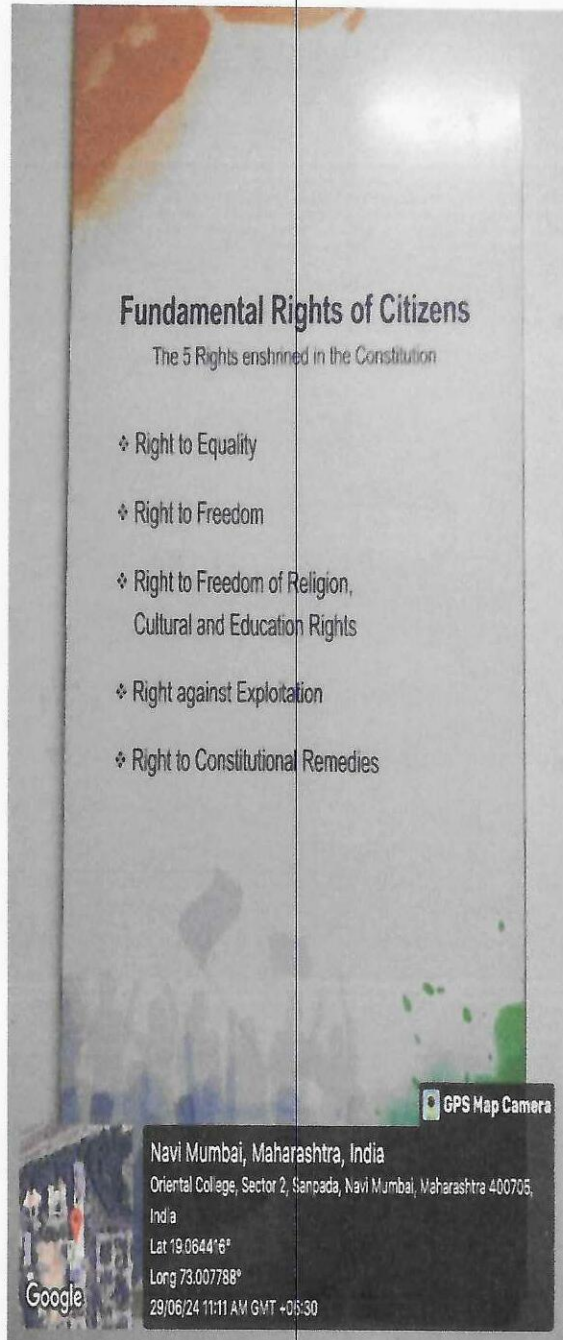 Fundamental Rights of Citizens
The 5 Rights enshrined in the Constitution
❖ Right to Equality
❖ Right to Freedom
❖ Right to Freedom of Religion,
Cultural and Education Rights
❖ Right against Exploitation
❖ Right to Constitutional Remedies
GPS Map Camera
Navi Mumbai, Maharashtra, India
Oriental College, Sector 2, Sanpada, Navi Mumbai, Maharashtra 400705,
India
Lat 19.064416°
Long 73.007788°
29/06/24 11:11 AM GMT +05:30
Google